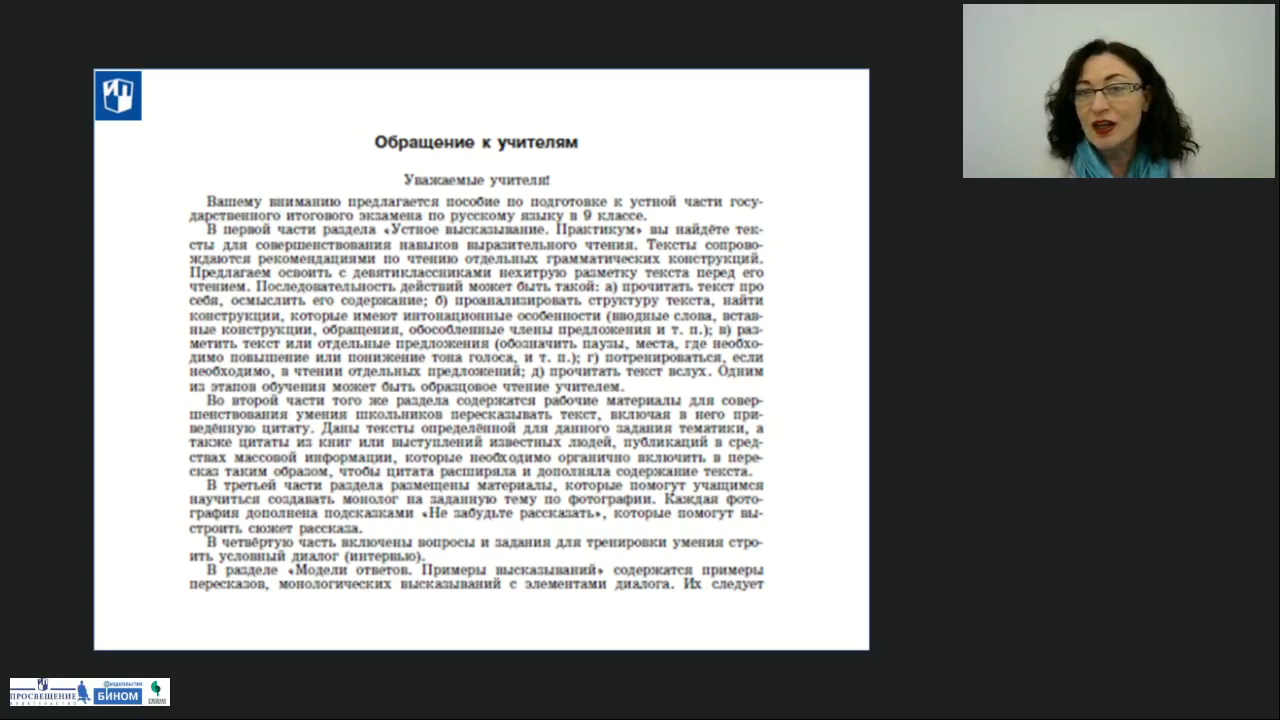 ИП
Обращение к учителям
Уважаемые учителя!
Вашему вниманию предлагается пособие по подготовке к устной части госу-
дарственного итогового экзамена по русскому языку в 9 классе.
В первой части раздела «Устное высказывание. Практикум» вы найдёте тек-
сты для совершенствования навыков выразительного чтения. Тексты сопрово-
ждаются рекомендациями по чтению отдельных грамматических конструкций.
Предлагаем освоить с девятиклассниками нехитрую разметку текста перед его
чтением. Последовательность действий может быть такой: а) прочитать текст про
себя, осмыслить его содержание; б) проанализировать структуру текста, найти
конструкции, которые имеют интонационные особенности (вводные слова, встав-
ные конструкции, обращения, обособленные члены предложения и т. п.); в) раз-
метить текст или отдельные предложения (обозначить паузы, места, где необхо-
димо повышение или понижение тона голоса, и т. п.); г) потренироваться, если
необходимо, в чтении отдельных предложений; д) прочитать текст вслух. Одним
из этапов обучения может быть образцовое чтение учителем.
Во второй части того же раздела содержатся рабочие материалы для совер-
шенствования умения школьников пересказывать текст, включая в него при-
ведённую цитату. Даны тексты определённой для данного задания тематики, а
также цитаты из книг или выступлений известных людей, публикаций в сред-
ствах массовой информации, которые необходимо органично включить в пере-
сказ таким образом, чтобы цитата расширяла и дополняла содержание текста.
В третьей части раздела размещены материалы, которые помогут учащимся
научиться создавать монолог на заданную тему по фотографии. Каждая фото-
графия дополнена подсказками «Не забудьте рассказать», которые помогут вы-
строить сюжет рассказа.
В четвёртую часть включены вопросы и задания для тренировки умения стро-
ить условный диалог (интервью).
В разделе «Модели ответов. Примеры высказываний» содержатся примеры
пересказов, монологических высказываний с элементами диалога. Их следует
ПРОСВЕЩЕНИЕ
ИЗДАТЕЛЬСТВО
ИЗДАТЕЛЬСТВО
БИНОМ